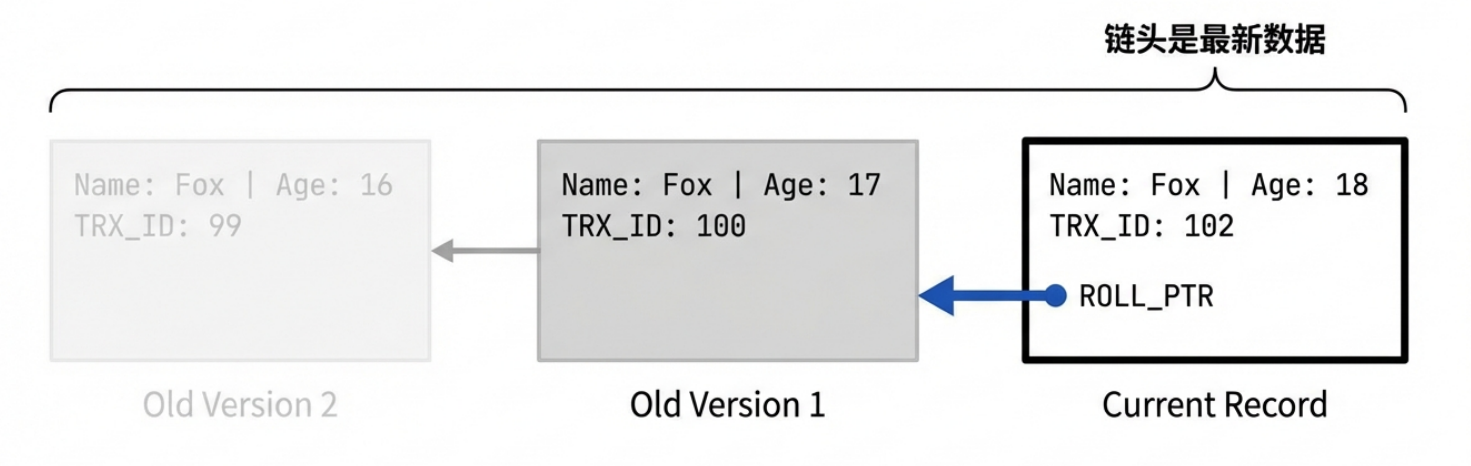 链头是最新数据
Name: Fox | Age: 16
TRX_ID: 99
Name: Fox | Age: 17
TRX_ID: 100
Name: Fox | Age: 18
TRX_ID: 102
ROLL_PTR
Old Version 2
Old Version 1
Current Record